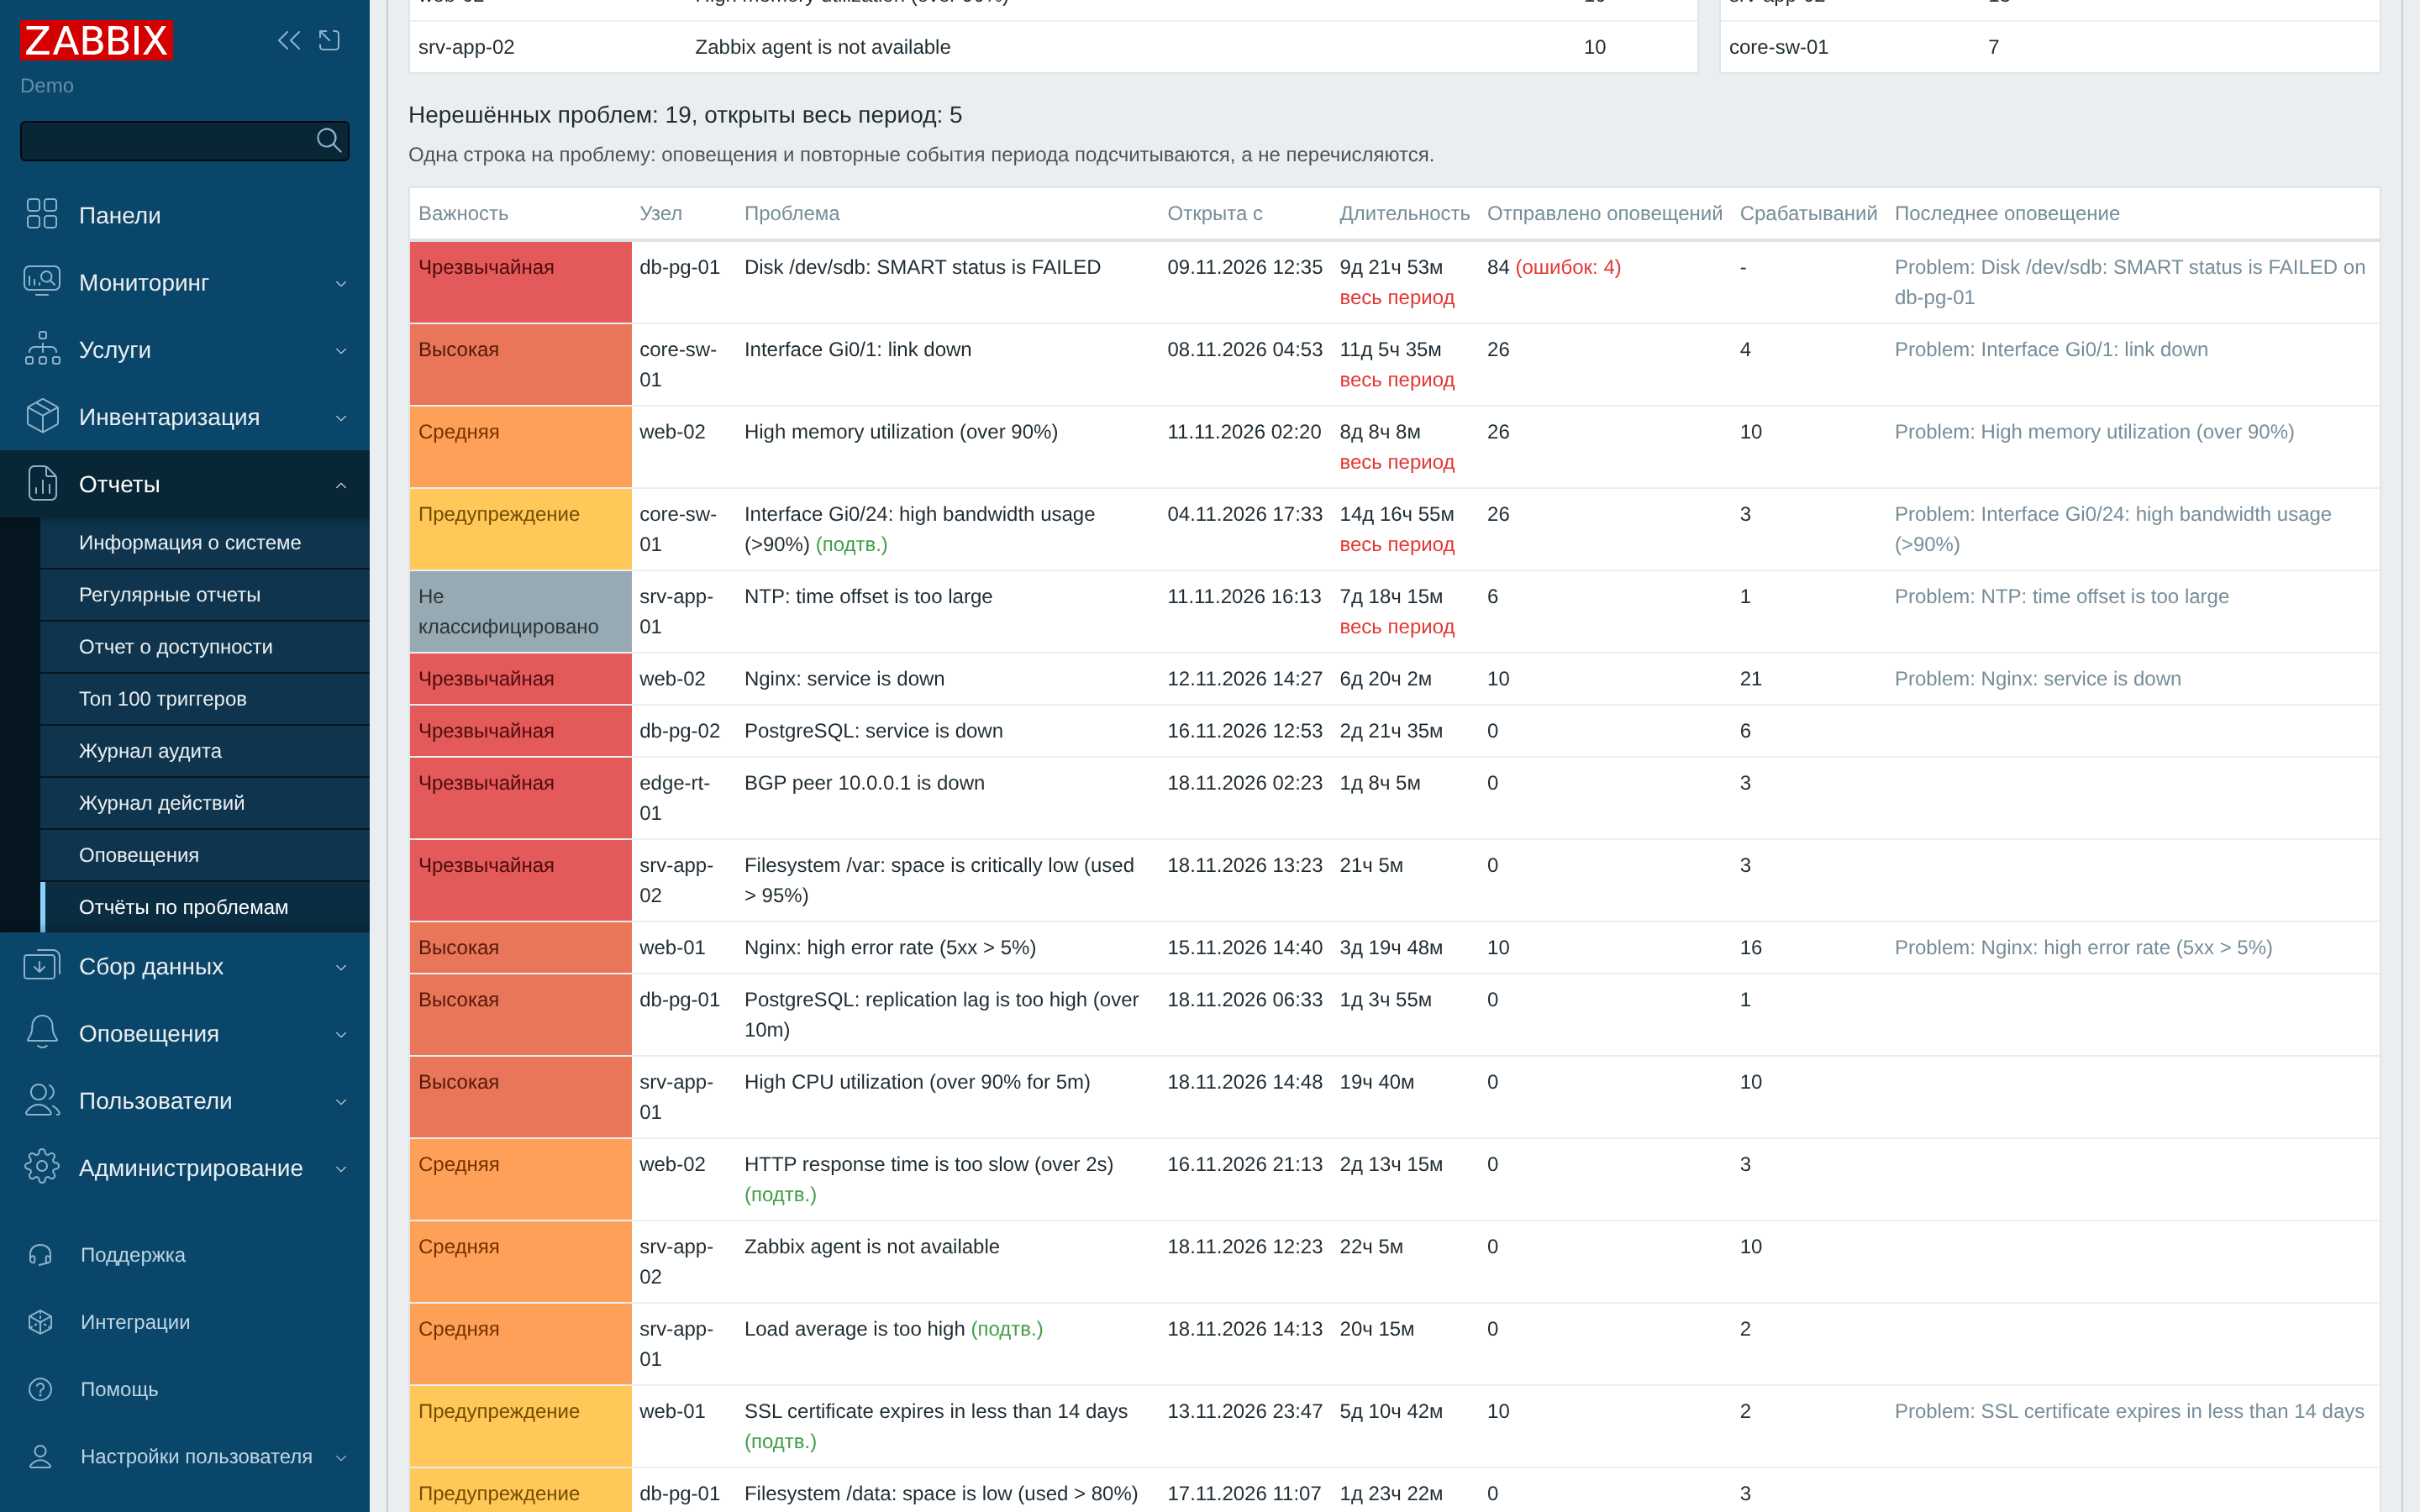 ZABBIX
Demo
Панели
Мониторинг
Услуги
Инвентаризация
Отчеты
Информация о системе
Регулярные отчеты
Отчет о доступности
Топ 100 триггеров
Журнал аудита
Журнал действий
Оповещения
Отчёты по проблемам
Сбор данных
Оповещения
Пользователи
Администрирование
Поддержка
Интеграции
Помощь
Настройки пользователя
srv-app-02 Zabbix agent is not available 10
core-sw-01 7
Нерешённых проблем: 19, открыты весь период: 5
Одна строка на проблему: оповещения и повторные события периода подсчитываются, а не перечисляются.
Важность Узел Проблема Открыта с Длительность Отправлено оповещений Срабатываний Последнее оповещение
Чрезвычайная db-pg-01 Disk /dev/sdb: SMART status is FAILED 09.11.2026 12:35 9д 21ч 53м 84 (ошибок: 4) - Problem: Disk /dev/sdb: SMART status is FAILED on
весь период db-pg-01
Высокая core-sw- Interface Gi0/1: link down 08.11.2026 04:53 11д 5ч 35м 26 4 Problem: Interface Gi0/1: link down
01 весь период
Средняя web-02 High memory utilization (over 90%) 11.11.2026 02:20 8д 8ч 8м 26 10 Problem: High memory utilization (over 90%)
весь период
Предупреждение core-sw- Interface Gi0/24: high bandwidth usage 04.11.2026 17:33 14д 16ч 55м 26 3 Problem: Interface Gi0/24: high bandwidth usage
01 (>90%) (подтв.) весь период (>90%)
Не srv-app- NTP: time offset is too large 11.11.2026 16:13 7д 18ч 15м 6 1 Problem: NTP: time offset is too large
классифицировано 01 весь период
Чрезвычайная web-02 Nginx: service is down 12.11.2026 14:27 6д 20ч 2м 10 21 Problem: Nginx: service is down
Чрезвычайная db-pg-02 PostgreSQL: service is down 16.11.2026 12:53 2д 21ч 35м 0 6
Чрезвычайная edge-rt- BGP peer 10.0.0.1 is down 18.11.2026 02:23 1д 8ч 5м 0 3
01
Чрезвычайная srv-app- Filesystem /var: space is critically low (used 18.11.2026 13:23 21ч 5м 0 3
02 > 95%)
Высокая web-01 Nginx: high error rate (5xx > 5%) 15.11.2026 14:40 3д 19ч 48м 10 16 Problem: Nginx: high error rate (5xx > 5%)
Высокая db-pg-01 PostgreSQL: replication lag is too high (over 18.11.2026 06:33 1д 3ч 55м 0 1
10m)
Высокая srv-app- High CPU utilization (over 90% for 5m) 18.11.2026 14:48 19ч 40м 0 10
01
Средняя web-02 HTTP response time is too slow (over 2s) 16.11.2026 21:13 2д 13ч 15м 0 3
(подтв.)
Средняя srv-app- Zabbix agent is not available 18.11.2026 12:23 22ч 5м 0 10
02
Средняя srv-app- Load average is too high (подтв.) 18.11.2026 14:13 20ч 15м 0 2
01
Предупреждение web-01 SSL certificate expires in less than 14 days 13.11.2026 23:47 5д 10ч 42м 10 2 Problem: SSL certificate expires in less than 14 days
(подтв.)
Предупреждение db-pg-01 Filesystem /data: space is low (used > 80%) 17.11.2026 11:07 1д 23ч 22м 0 3